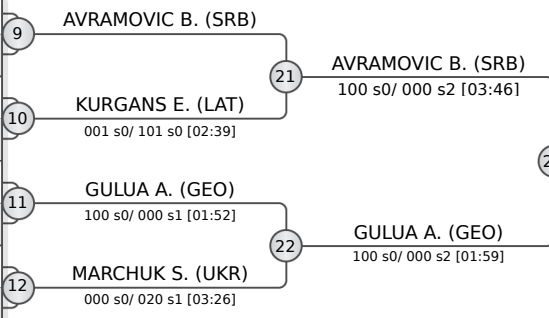 9
AVRAMOVIC B. (SRB)
21
AVRAMOVIC B. (SRB)
100 s0/ 000 s2 [03:46]
10
KURGANS E. (LAT)
001 s0/ 101 s0 [02:39]
11
GULUA A. (GEO)
100 s0/ 000 s1 [01:52]
22
GULUA A. (GEO)
100 s0/ 000 s2 [01:59]
12
MARCHUK S. (UKR)
000 s0/ 020 s1 [03:26]